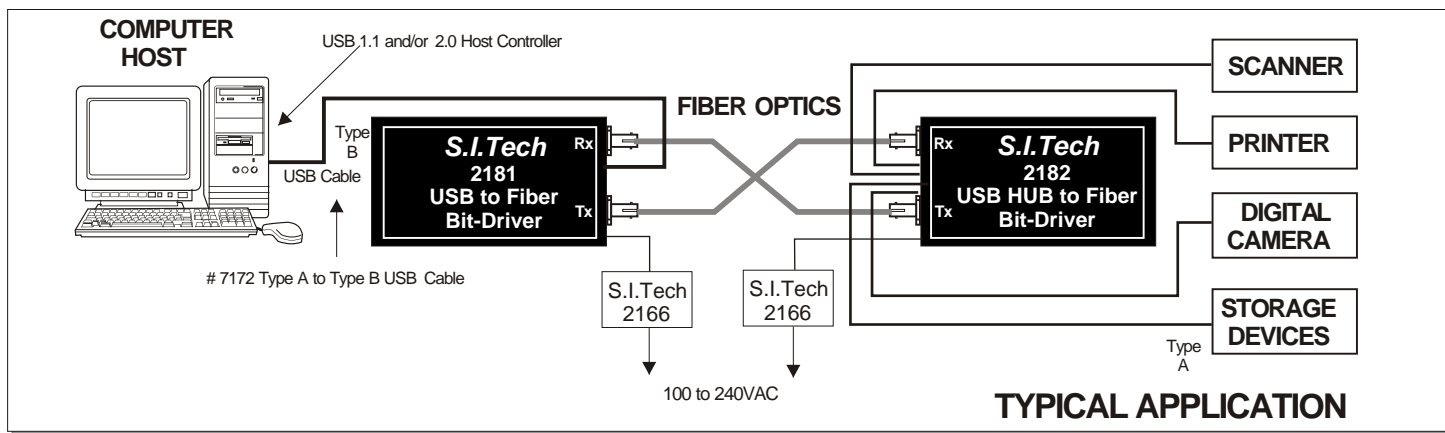 COMPUTER
HOST
USB 1.1 and/or 2.0 Host Controller
Type
B
USB Cable
# 7172 Type A to Type B USB Cable
S.I.Tech
2181
USB to Fiber
Bit-Driver
Rx
Tx
FIBER OPTICS
Rx
Tx
S.I.Tech
2182
USB HUB to Fiber
Bit-Driver
S.I.Tech
2166
S.I.Tech
2166
100 to 240VAC
SCANNER
PRINTER
DIGITAL
CAMERA
STORAGE
DEVICES
Type
A
TYPICAL APPLICATION